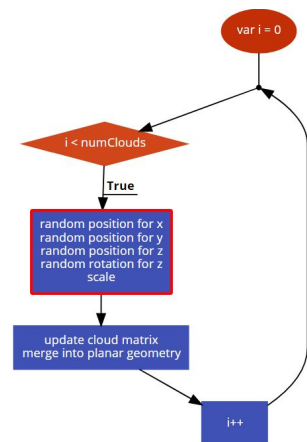 var i = 0
i < numClouds
True
random position for x
random position for y
random position for z
random rotation for z
scale
update cloud matrix
merge into planar geometry
i++